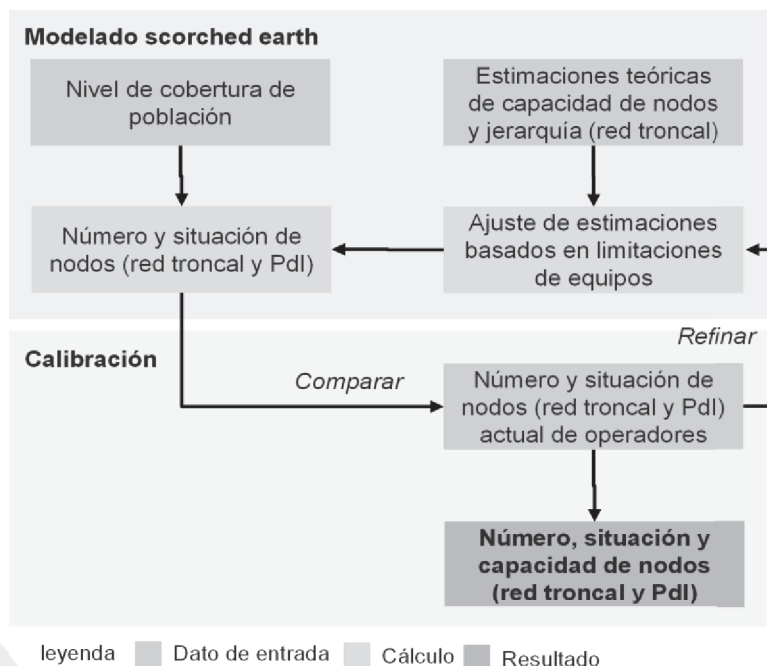 Modelado scorched earth
Nivel de cobertura de
población
Estimaciones teóricas
de capacidad de nodos
y jerarquía (red troncal)
Número y situación de
nodos (red troncal y PdI)
Ajuste de estimaciones
basados en limitaciones
de equipos
Refinar
Calibración
Comparar
Número y situación de
nodos (red troncal y PdI)
actual de operadores
Número, situación y
capacidad de nodos
(red troncal y PdI)
leyenda Dato de entrada Cálculo Resultado